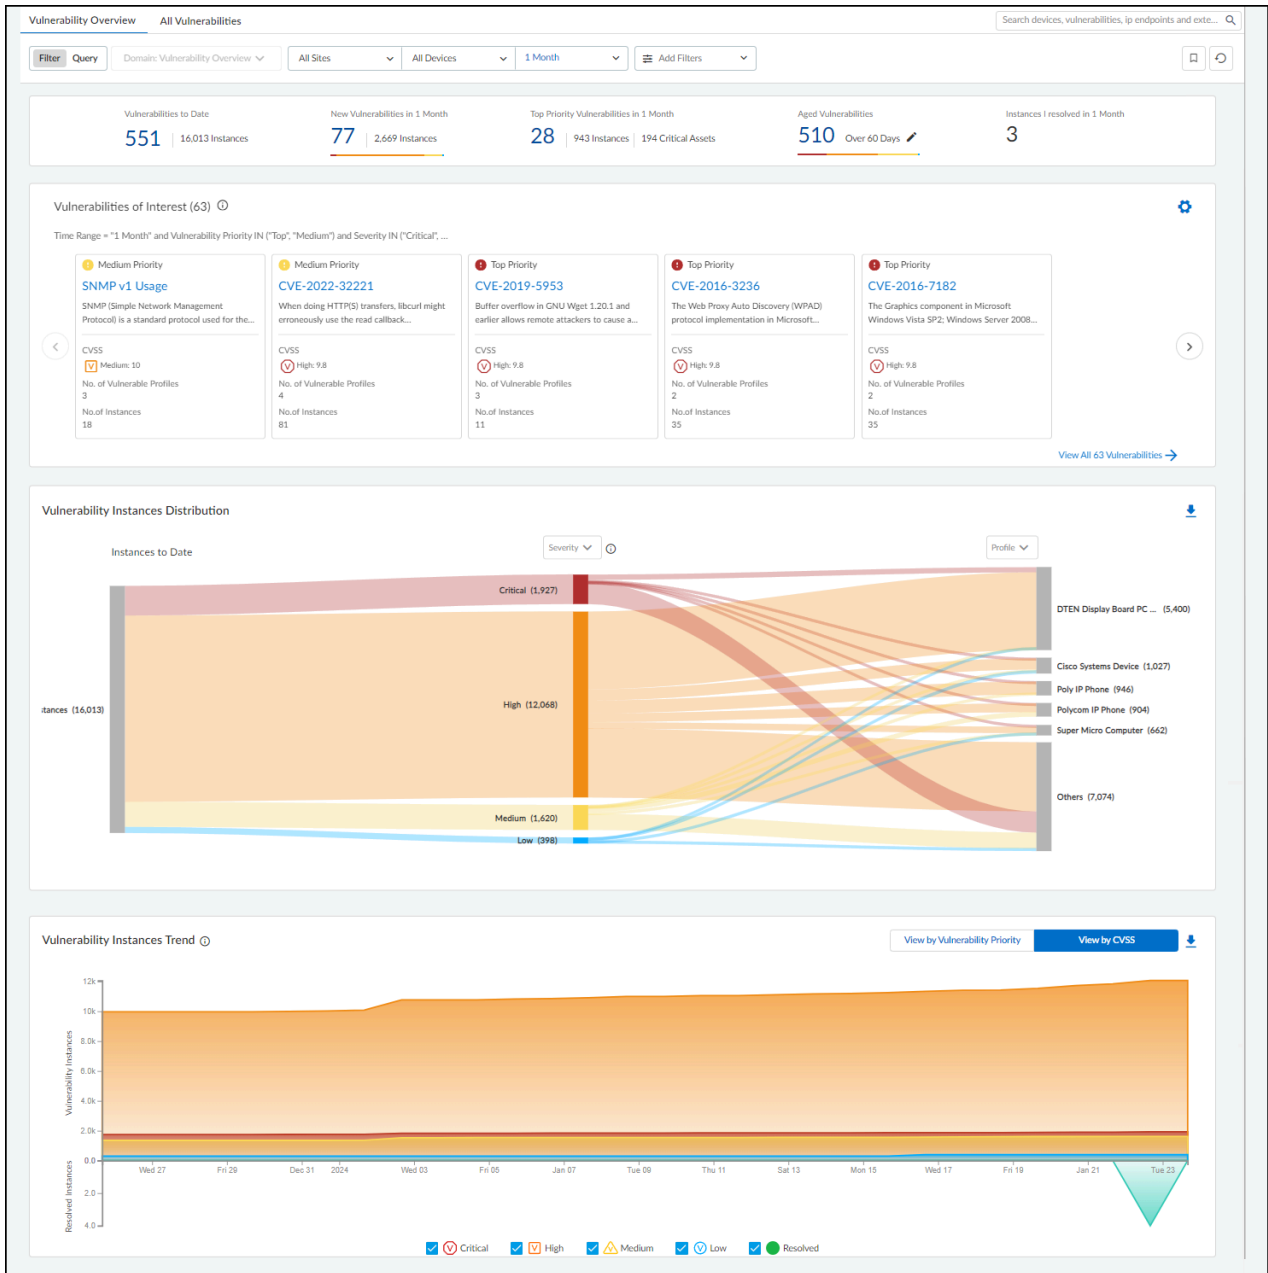 Vulnerability Overview All Vulnerabilities
Search devices, vulnerabilities, ip endpoints and exte...
Filter Query Domain: Vulnerability Overview All Sites All Devices 1 Month Add Filters
Vulnerabilities to Date New Vulnerabilities in 1 Month Top Priority Vulnerabilities in 1 Month Aged Vulnerabilities Instances I resolved in 1 Month
551 16,013 Instances 77 2,669 Instances 28 943 Instances 194 Critical Assets 510 Over 60 Days 3
Vulnerabilities of Interest (63)
Time Range = "1 Month" and Vulnerability Priority IN ("Top", "Medium") and Severity IN ("Critical", ...
Medium Priority
SNMP v1 Usage
SNMP (Simple Network Management
Protocol) is a standard protocol used for the...
CVSS
Medium: 10
No. of Vulnerable Profiles
3
No.of Instances
18
Medium Priority
CVE-2022-32221
When doing HTTP(S) transfers, libcurl might
erroneously use the read callback...
CVSS
High: 9.8
No. of Vulnerable Profiles
4
No.of Instances
81
Top Priority
CVE-2019-5953
Buffer overflow in GNU Wget 1.20.1 and
earlier allows remote attackers to cause a...
CVSS
High: 9.8
No. of Vulnerable Profiles
3
No.of Instances
11
Top Priority
CVE-2016-3236
The Web Proxy Auto Discovery (WPAD)
protocol implementation in Microsoft...
CVSS
High: 9.8
No. of Vulnerable Profiles
2
No.of Instances
35
Top Priority
CVE-2016-7182
The Graphics component in Microsoft
Windows Vista SP2; Windows Server 2008...
CVSS
High: 9.8
No. of Vulnerable Profiles
2
No.of Instances
35
View All 63 Vulnerabilities
Vulnerability Instances Distribution
Instances to Date Severity Profile
Critical (1,927)
DTEN Display Board PC ... (5,400)
Cisco Systems Device (1,027)
Poly IP Phone (946)
High (12,068)
stances (16,013)
Polycom IP Phone (904)
Super Micro Computer (662)
Others (7,074)
Medium (1,620)
Low (398)
Vulnerability Instances Trend
View by Vulnerability Priority View by CVSS
Vulnerability Instances
12k
10k
8.0k
6.0k
4.0k
2.0k
0.0
Wed 27 Fri 29 Dec 31 2024 Wed 03 Fri 05 Jan 07 Tue 09 Thu 11 Sat 13 Mon 15 Wed 17 Fri 19 Jan 21 Tue 23
Resolved Instances
2.0
4.0
Critical High Medium Low Resolved